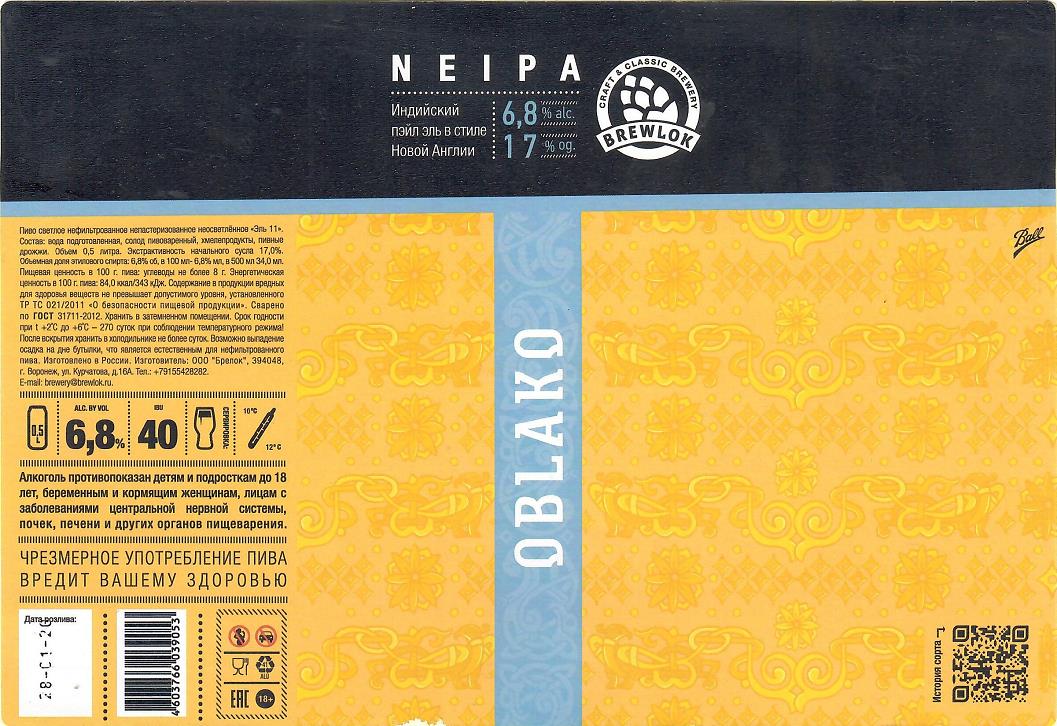 NEIPA
Индийский
пэйл эль в стиле
Новой Англии
6,8 % alc.
17 % og.
CRAFT & CLASSIC BREWERY
BREWLOK
Ball
Пиво светлое нефильтрованное непастеризованное неосветлённое «Эль 11».
Состав: вода подготовленная, солод пивоваренный, хмелепродукты, пивные
дрожжи. Объем 0,5 литра. Экстрактивность начального сусла 17,0%.
Объемная доля этилового спирта: 6,8% об, в 100 мл- 6,8% мл, в 500 мл 34,0 мл.
Пищевая ценность в 100 г. пива: углеводы не более 8 г. Энергетическая
ценность в 100 г. пива: 84,0 ккал/343 кДж. Содержание в продукции вредных
для здоровья веществ не превышает допустимого уровня, установленного
ТР ТС 021/2011 «О безопасности пищевой продукции». Сварено
по ГОСТ 31711-2012. Хранить в затемненном помещении. Срок годности
при t +2°C до +6°C – 270 суток при соблюдении температурного режима!
После вскрытия хранить в холодильнике не более суток. Возможно выпадение
осадка на дне бутылки, что является естественным для нефильтрованного
пива. Изготовлено в России. Изготовитель: ООО "Брелок", 394048,
г. Воронеж, ул. Курчатова, д.16А. Тел.: +79155428282.
E-mail: brewery@brewlok.ru.
0,5 L
ALC. BY VOL
6,8%
IBU
40
СЕРВИРОВКА:
10°C
12°C
Алкоголь противопоказан детям и подросткам до 18
лет, беременным и кормящим женщинам, лицам с
заболеваниями центральной нервной системы,
почек, печени и других органов пищеварения.
ЧРЕЗМЕРНОЕ УПОТРЕБЛЕНИЕ ПИВА
ВРЕДИТ ВАШЕМУ ЗДОРОВЬЮ
Дата розлива:
28-01-20
4603766039053
41
ALU
EAC
18+
OBLAKO
История сорта